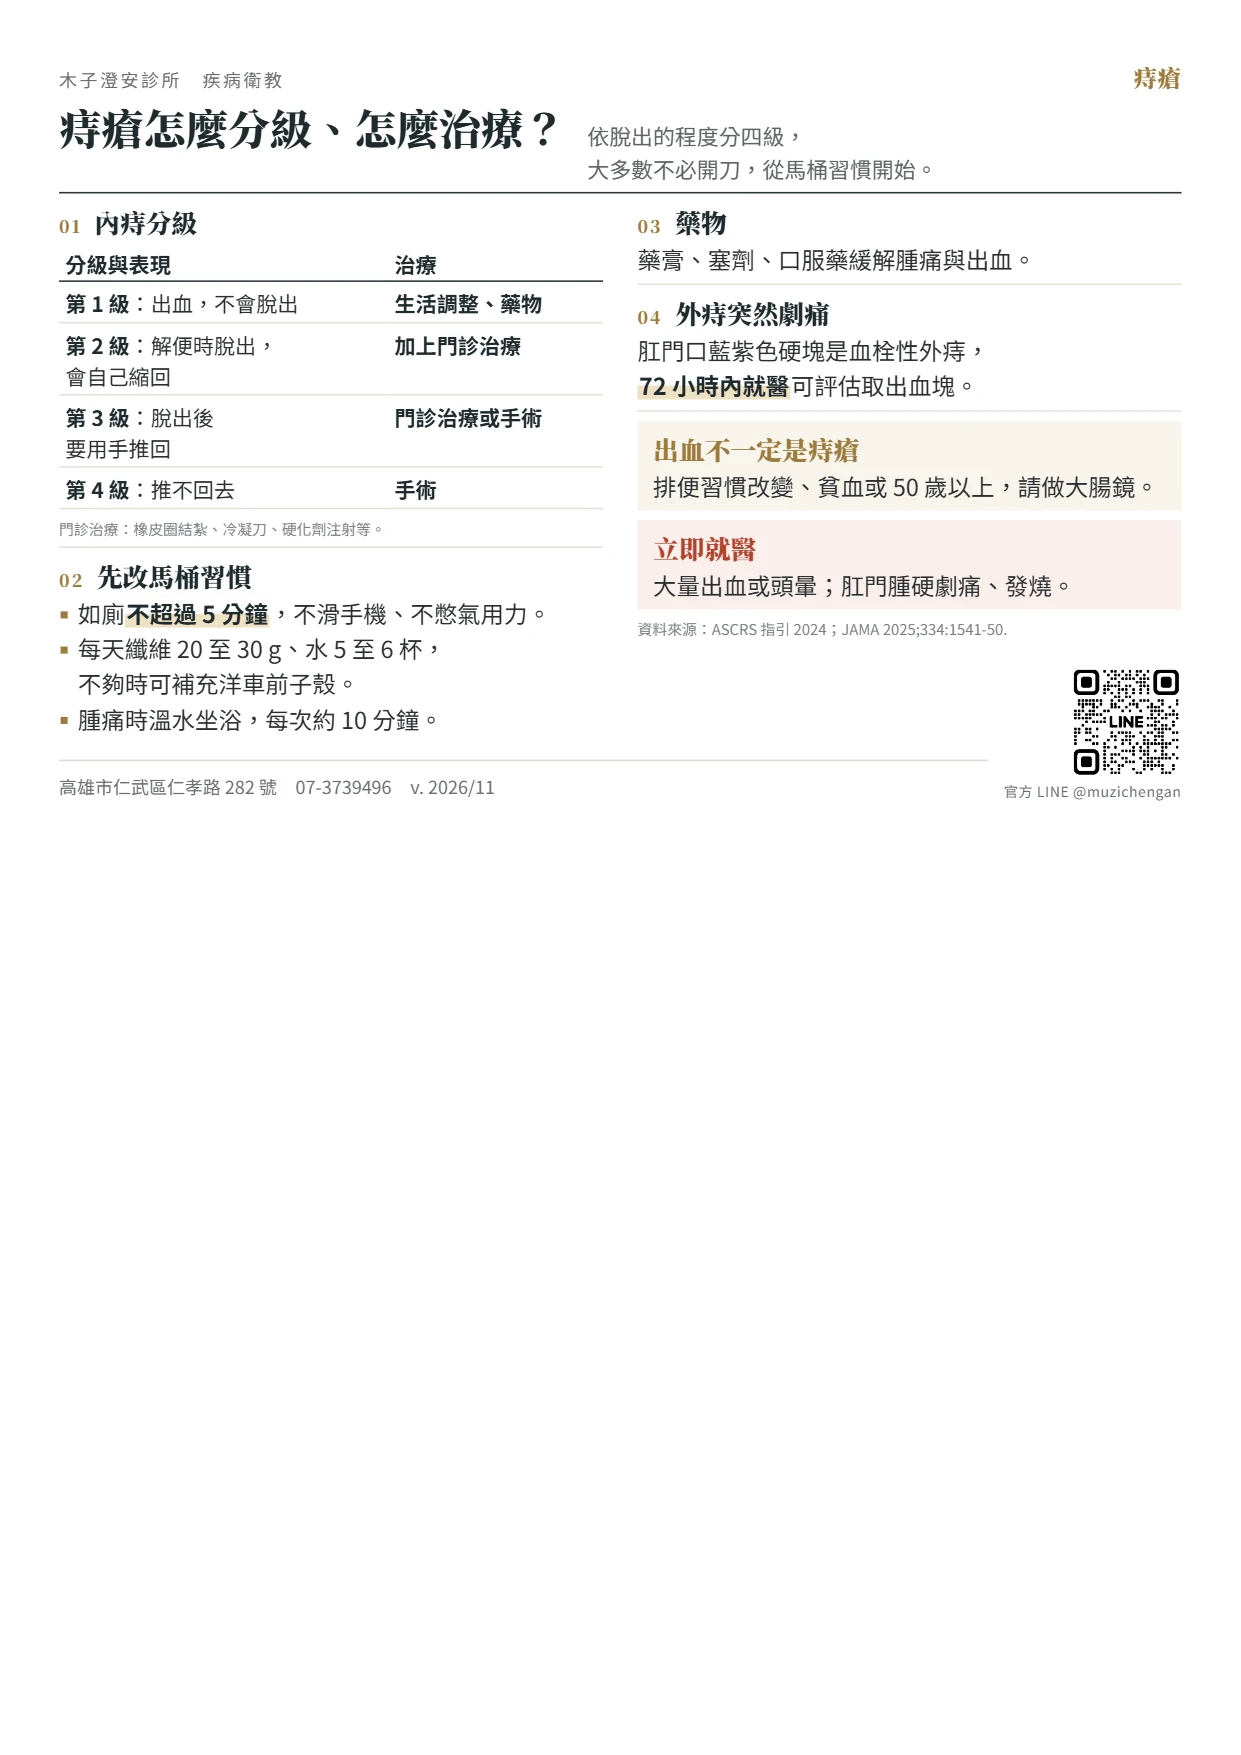 木子澄安診所　疾病衛教
痔瘡
痔瘡怎麼分級、怎麼治療？
依脫出的程度分四級，
大多數不必開刀，從馬桶習慣開始。
01 內痔分級
分級與表現 治療
第 1 級：出血，不會脫出 生活調整、藥物
第 2 級：解便時脫出， 加上門診治療
會自己縮回
第 3 級：脫出後 門診治療或手術
要用手推回
第 4 級：推不回去 手術
門診治療：橡皮圈結紮、冷凝刀、硬化劑注射等。
02 先改馬桶習慣
▪ 如廁不超過 5 分鐘，不滑手機、不憋氣用力。
▪ 每天纖維 20 至 30 g、水 5 至 6 杯，
不夠時可補充洋車前子殼。
▪ 腫痛時溫水坐浴，每次約 10 分鐘。
03 藥物
藥膏、塞劑、口服藥緩解腫痛與出血。
04 外痔突然劇痛
肛門口藍紫色硬塊是血栓性外痔，
72 小時內就醫可評估取出血塊。
出血不一定是痔瘡
排便習慣改變、貧血或 50 歲以上，請做大腸鏡。
立即就醫
大量出血或頭暈；肛門腫硬劇痛、發燒。
資料來源：ASCRS 指引 2024；JAMA 2025;334:1541-50.
LINE
高雄市仁武區仁孝路 282 號　07-3739496　v. 2026/11
官方 LINE @muzichengan